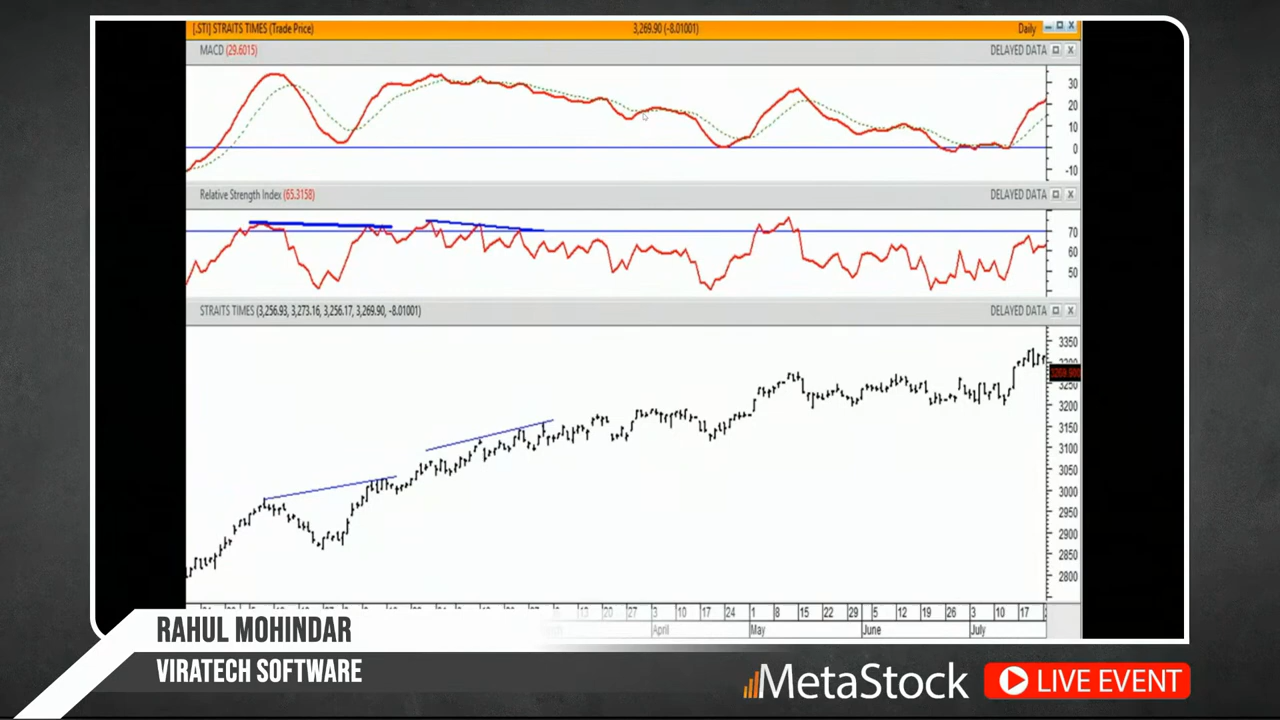 [.STI] STRAITS TIMES (Trade Price) 3,269.90 (-8.01001) Daily
MACD (29.6015) DELAYED DATA
30
20
10
0
-10
Relative Strength Index (65.3158) DELAYED DATA
70
60
50
STRAITS TIMES (3,256.93, 3,273.16, 3,256.17, 3,269.90, -8.01001) DELAYED DATA
3350
3269.900
3250
3200
3150
3100
3050
3000
2950
2900
2850
2800
13 20 27 3 10 17 24 1 8 15 22 29 5 12 19 26 3 10 17
April May June July
RAHUL MOHINDAR
VIRATECH SOFTWARE
MetaStock LIVE EVENT